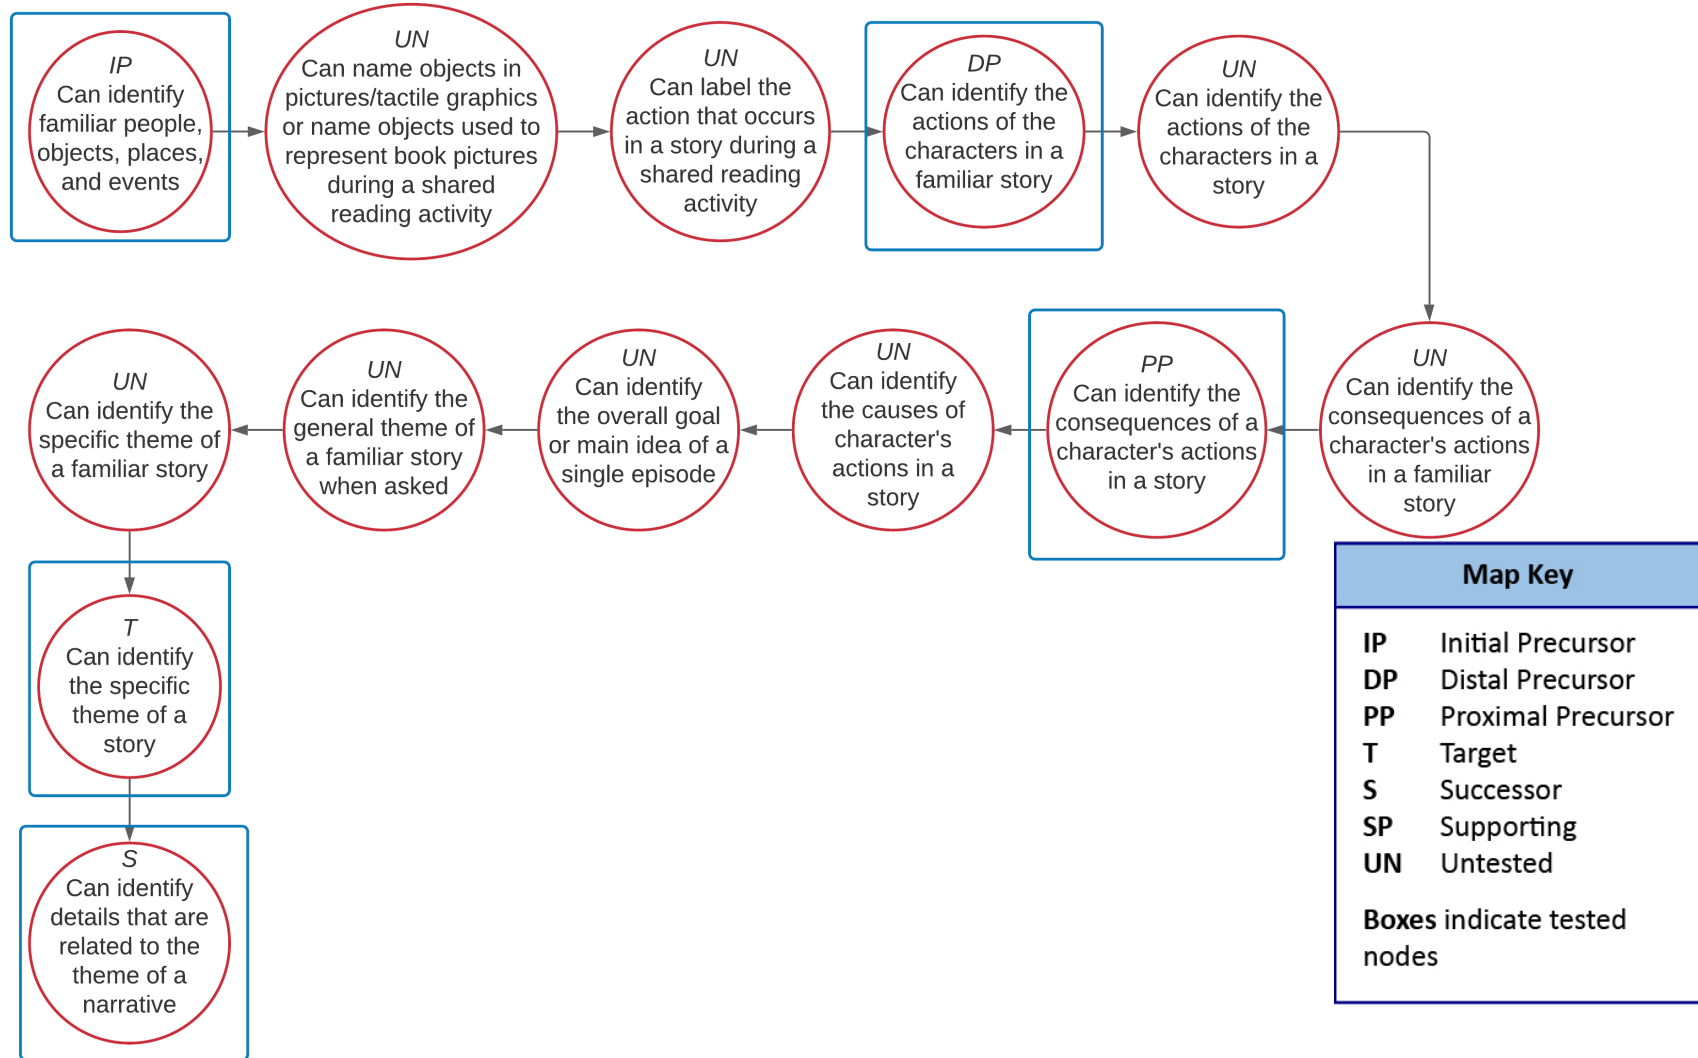 IP
Can identify
familiar people,
objects, places,
and events
UN
Can name objects in
pictures/tactile graphics
or name objects used to
represent book pictures
during a shared
reading activity
UN
Can label the
action that occurs
in a story during a
shared reading
activity
DP
Can identify the
actions of the
characters in a
familiar story
UN
Can identify the
actions of the
characters in a
story
UN
Can identify the
consequences of a
character's actions
in a familiar
story
PP
Can identify the
consequences of a
character's actions
in a story
UN
Can identify
the causes of
character's
actions in a
story
UN
Can identify
the overall goal
or main idea of a
single episode
UN
Can identify the
general theme of
a familiar story
when asked
UN
Can identify the
specific theme of
a familiar story
T
Can identify
the specific
theme of a
story
S
Can identify
details that are
related to the
theme of a
narrative
Map Key
IP Initial Precursor
DP Distal Precursor
PP Proximal Precursor
T Target
S Successor
SP Supporting
UN Untested
Boxes indicate tested
nodes